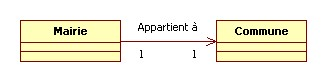 Appartient à
Mairie
Commune
1
1